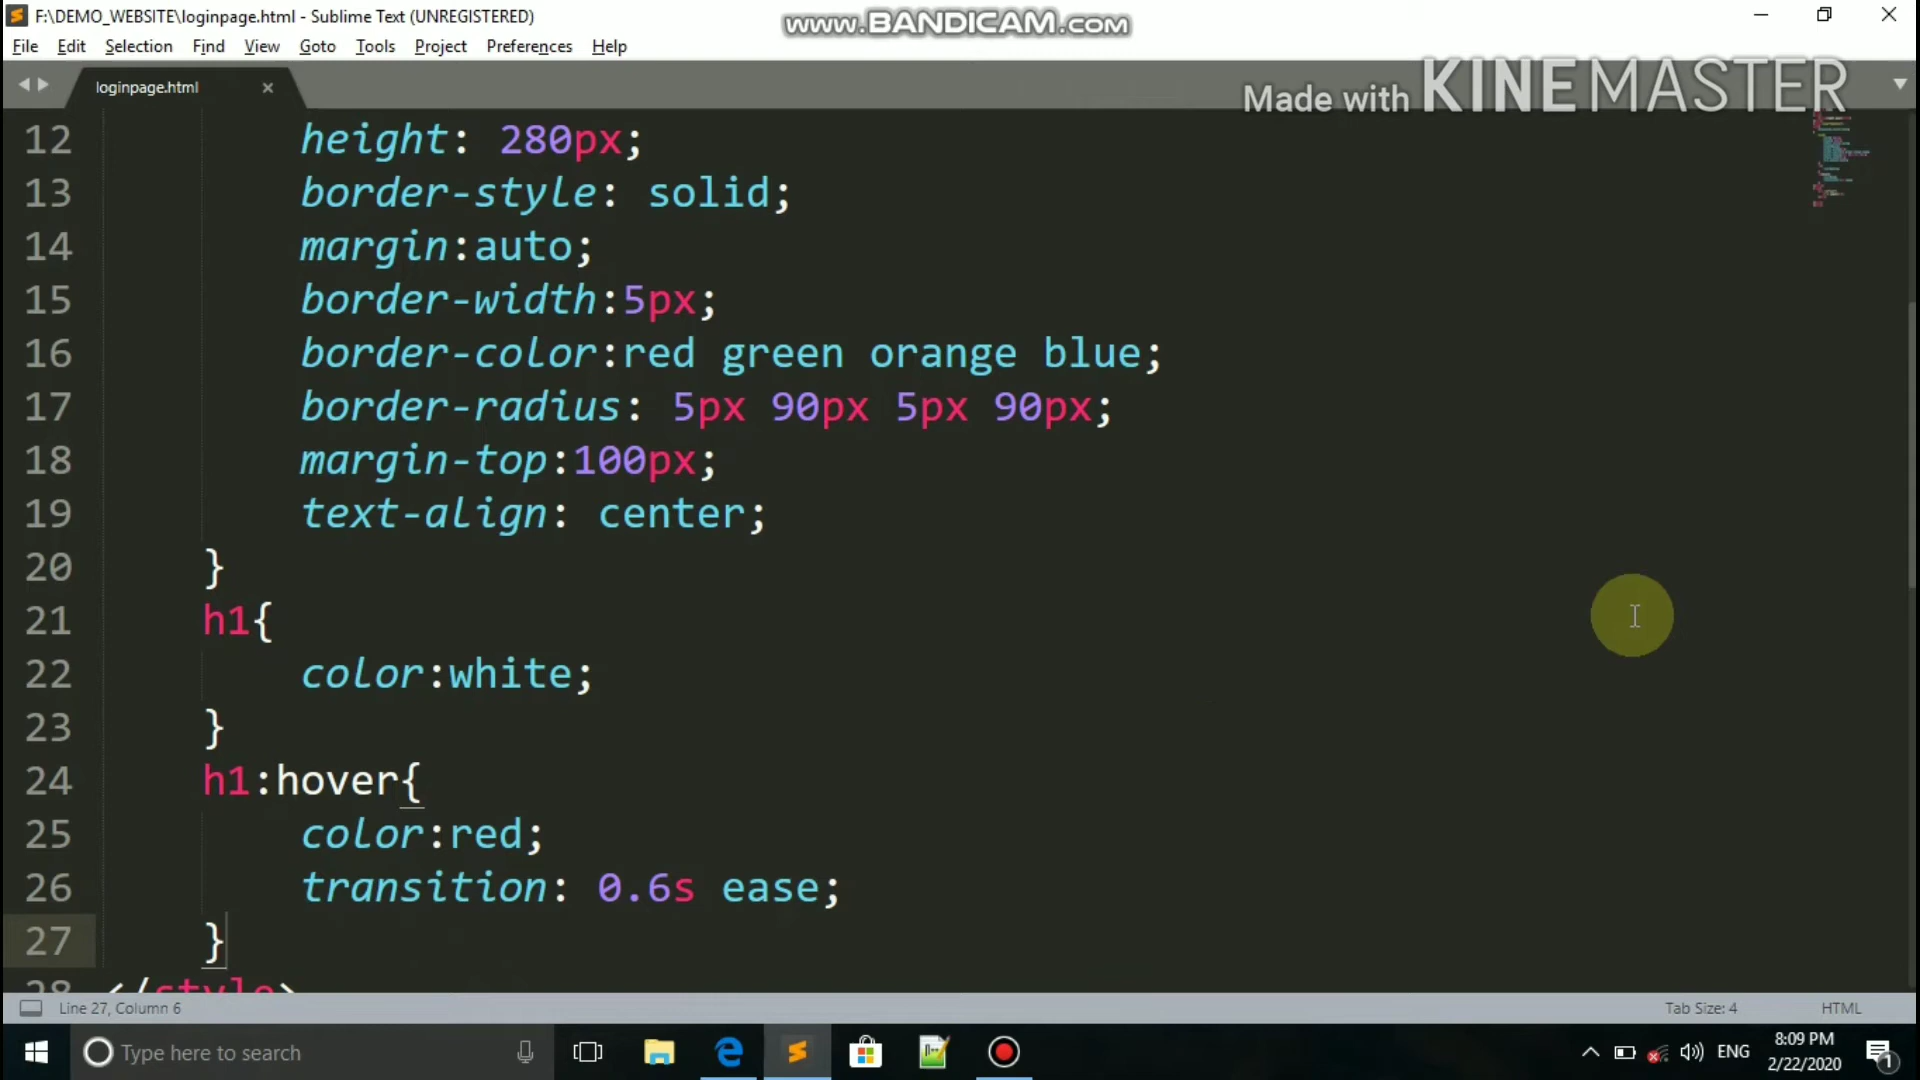 F:\DEMO_WEBSITE\loginpage.html - Sublime Text (UNREGISTERED)
www.BANDICAM.com
File Edit Selection Find View Goto Tools Project Preferences Help
Made with KINEMASTER
loginpage.html
12 height: 280px;
13 border-style: solid;
14 margin:auto;
15 border-width:5px;
16 border-color:red green orange blue;
17 border-radius: 5px 90px 5px 90px;
18 margin-top:100px;
19 text-align: center;
20 }
21 h1{
22 color:white;
23 }
24 h1:hover{
25 color:red;
26 transition: 0.6s ease;
27 }
28 </style>
Line 27, Column 6
Tab Size: 4
HTML
Type here to search
ENG
8:09 PM
2/22/2020
1